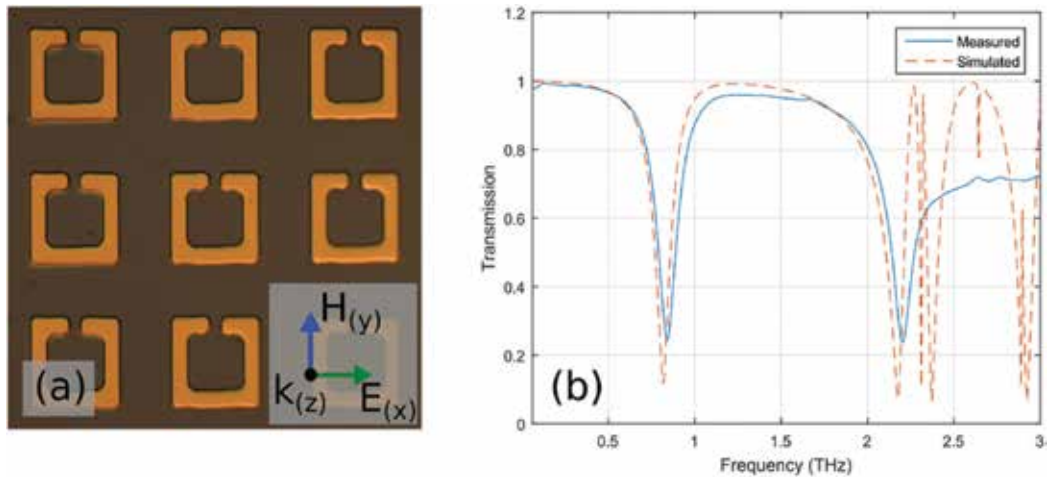 (a)
H(y)
k(z)
E(x)
(b)
Measured
Simulated
Transmission
1.2
1
0.8
0.6
0.4
0.2
0
0.5
1
1.5
2
2.5
3
Frequency (THz)